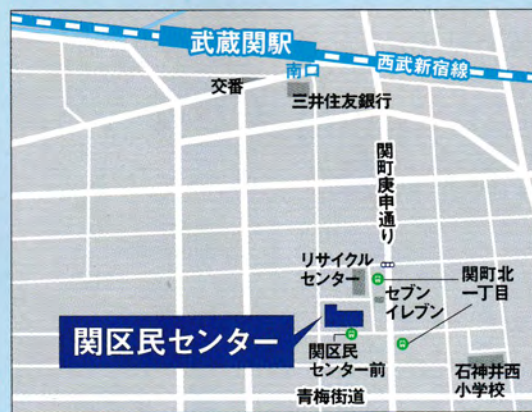 武蔵関駅
西武新宿線
南口
交番
三井住友銀行
関町庚申通り
リサイクル
センター
関町北
一丁目
セブン
イレブン
関区民センター
関区民
センター前
石神井西
小学校
青梅街道